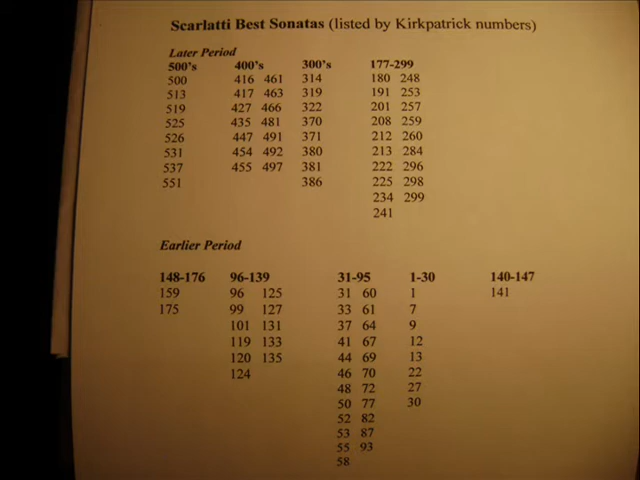 Scarlatti Best Sonatas (listed by Kirkpatrick numbers)
Later Period
500's 400's 300's 177-299
500 416 461 314 180 248
513 417 463 319 191 253
519 427 466 322 201 257
525 435 481 370 208 259
526 447 491 371 212 260
531 454 492 380 213 284
537 455 497 381 222 296
551 386 225 298
234 299
241
Earlier Period
148-176 96-139 31-95 1-30 140-147
159 96 125 31 60 1 141
175 99 127 33 61 7
101 131 37 64 9
119 133 41 67 12
120 135 44 69 13
124 46 70 22
48 72 27
50 77 30
52 82
53 87
55 93
58